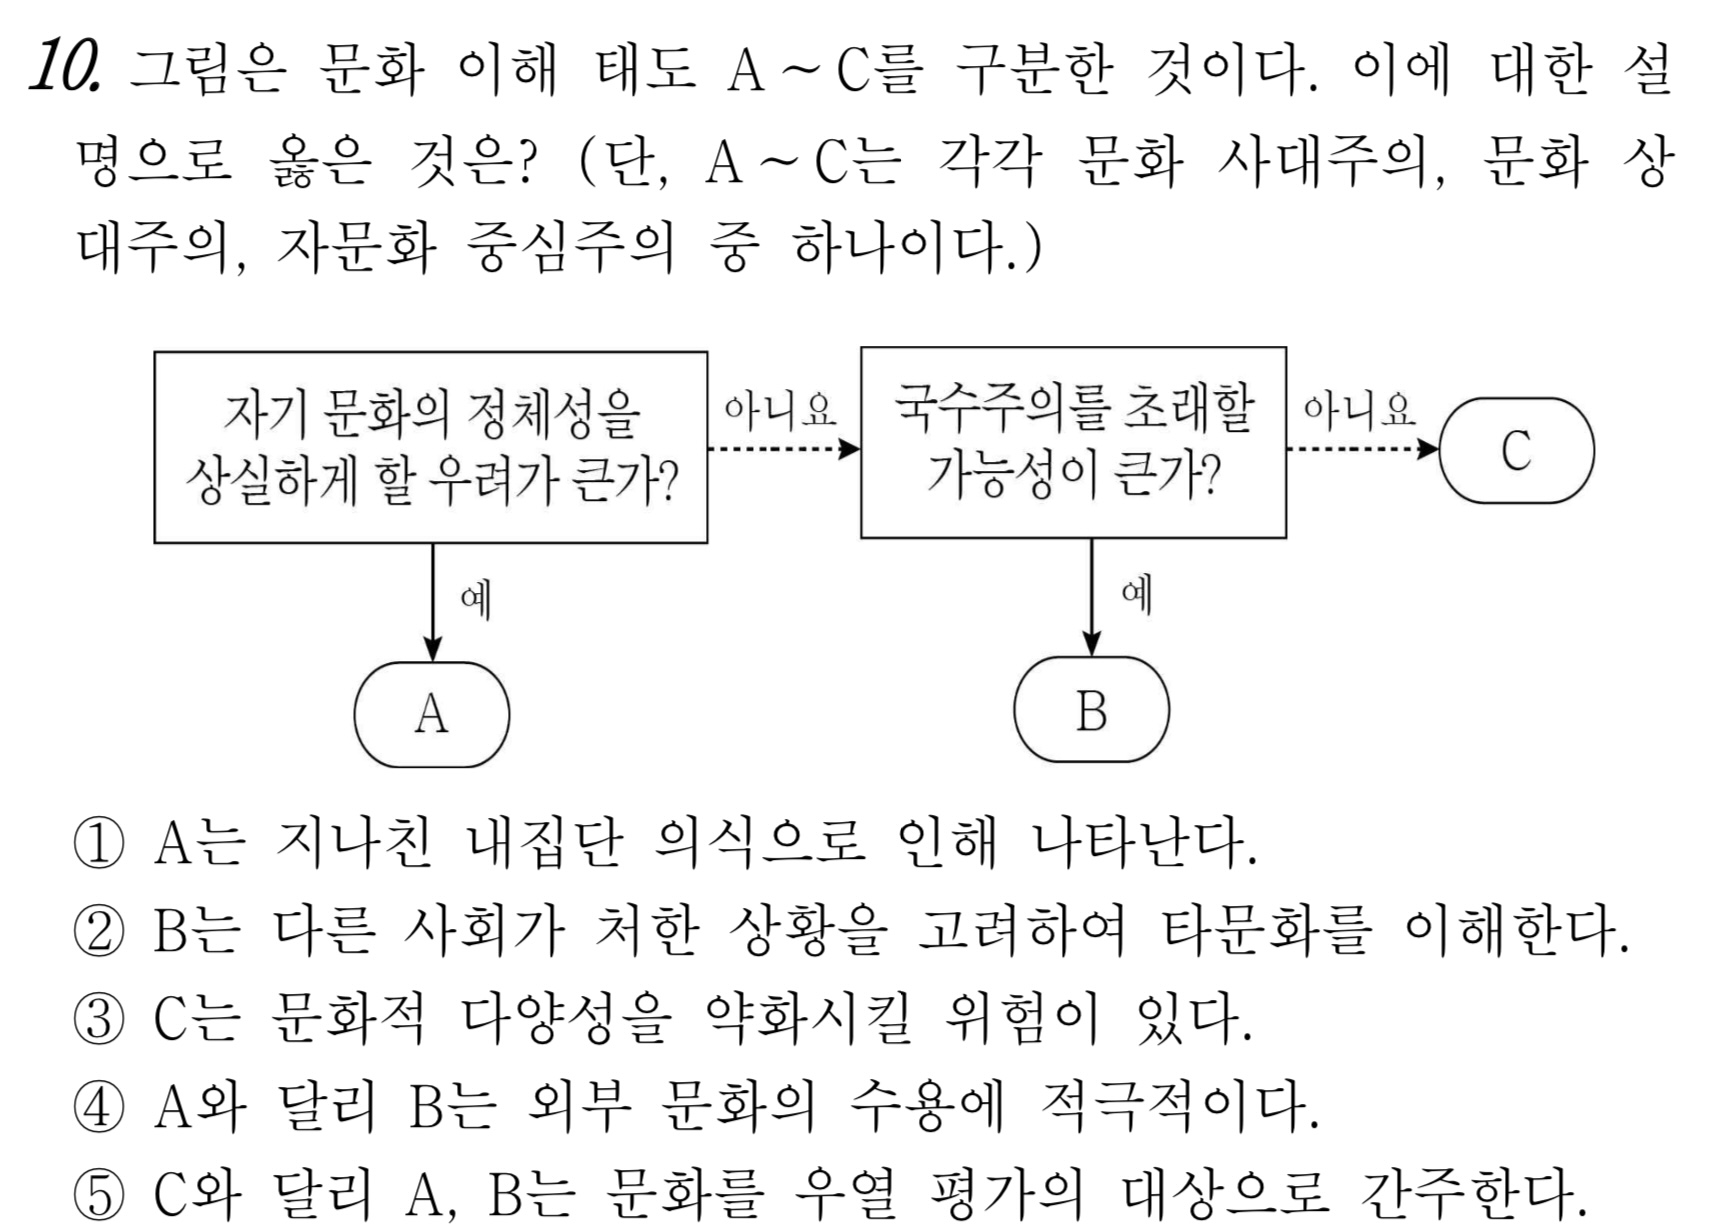 10. 그림은 문화 이해 태도 A ~ C를 구분한 것이다. 이에 대한 설
명으로 옳은 것은? (단, A ~ C는 각각 문화 사대주의, 문화 상
대주의, 자문화 중심주의 중 하나이다.)
자기 문화의 정체성을
상실하게 할 우려가 큰가?
아니요
국수주의를 초래할
가능성이 큰가?
아니요
C
예
예
A
B
① A는 지나친 내집단 의식으로 인해 나타난다.
② B는 다른 사회가 처한 상황을 고려하여 타문화를 이해한다.
③ C는 문화적 다양성을 약화시킬 위험이 있다.
④ A와 달리 B는 외부 문화의 수용에 적극적이다.
⑤ C와 달리 A, B는 문화를 우열 평가의 대상으로 간주한다.